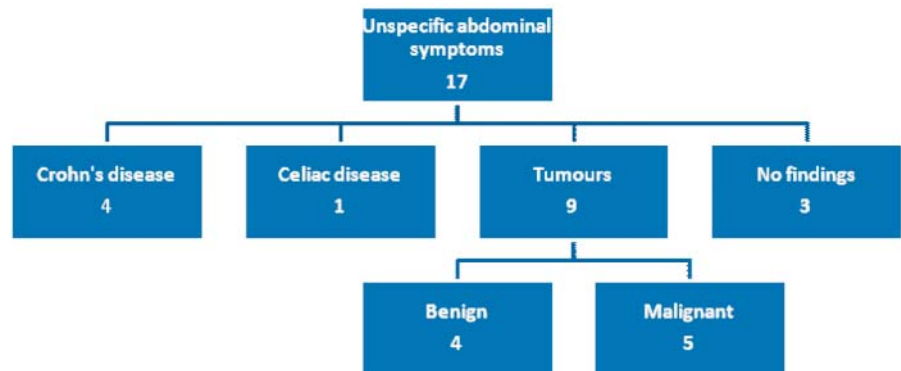 Unspecific abdominal
symptoms
17
Crohn's disease
4
Celiac disease
1
Tumours
9
No findings
3
Benign
4
Malignant
5